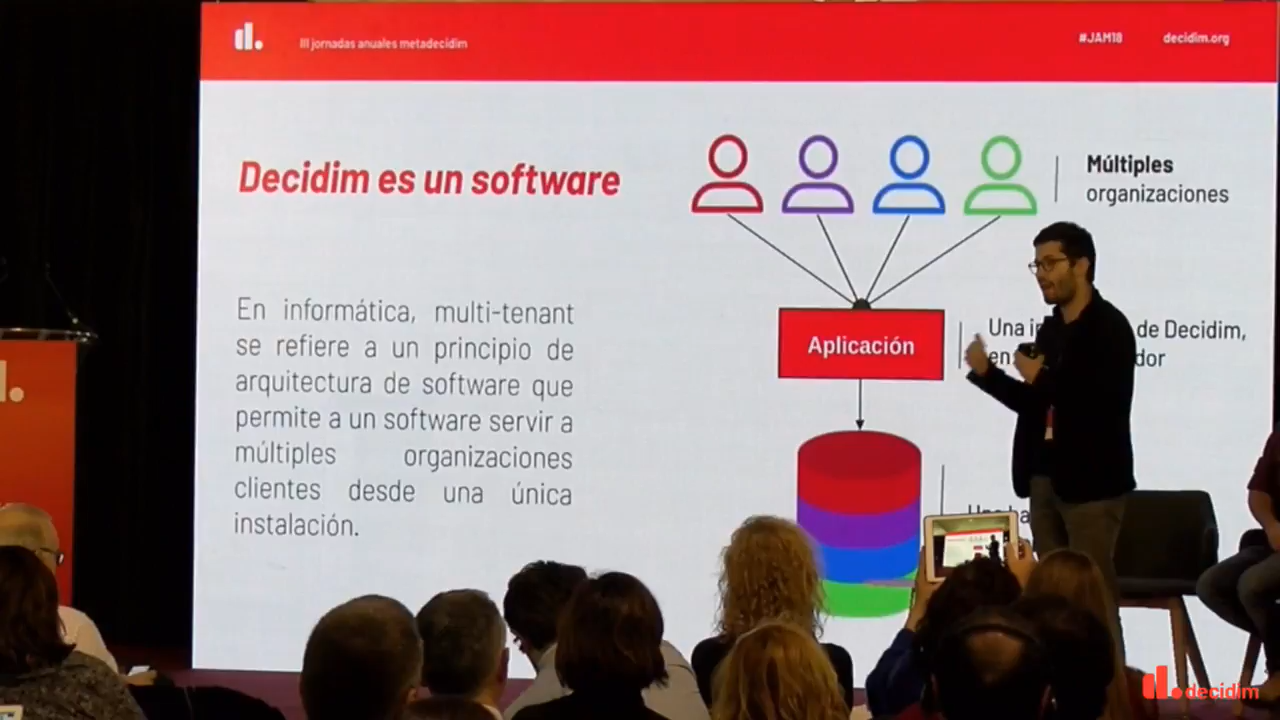 III jornadas anuales metadecidim
#JAM18
decidim.org
Decidim es un software
En informática, multi-tenant
se refiere a un principio de
arquitectura de software que
permite a un software servir a
múltiples organizaciones
clientes desde una única
instalación.
Múltiples
organizaciones
Aplicación
Una de Decidim,
en
decidim